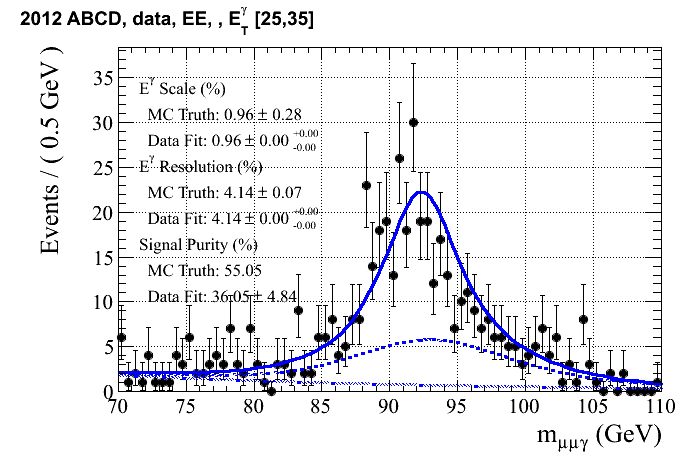 2012 ABCD, data, EE, , E_T^γ [25,35]
Events / ( 0.5 GeV )
35
30
25
20
15
10
5
0
E^γ Scale (%)
MC Truth: 0.96 ± 0.28
Data Fit: 0.96 ± 0.00 +0.00 -0.00
E^γ Resolution (%)
MC Truth: 4.14 ± 0.07
Data Fit: 4.14 ± 0.00 +0.00 -0.00
Signal Purity (%)
MC Truth: 55.05
Data Fit: 36.05 ± 4.84
70 75 80 85 90 95 100 105 110
m_μμγ (GeV)